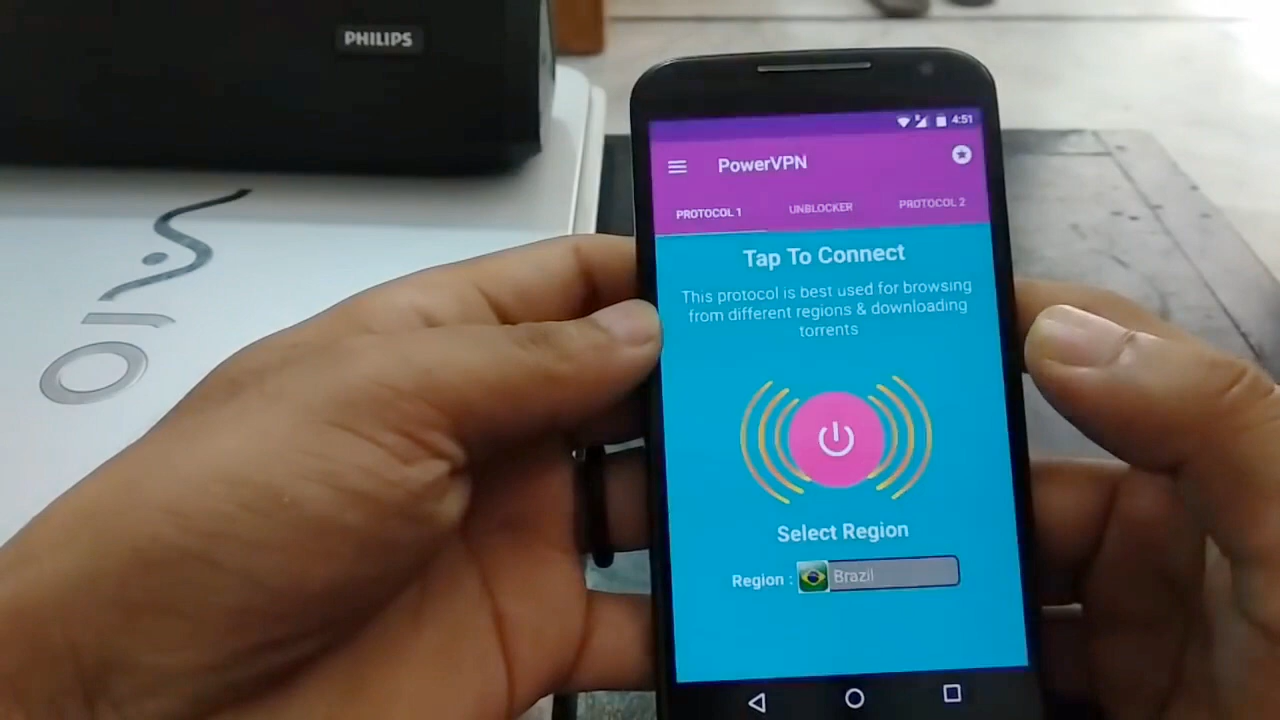 PHILIPS
VAIO
4:51
PowerVPN
PROTOCOL 1
UNBLOCKER
PROTOCOL 2
Tap To Connect
This protocol is best used for browsing
from different regions & downloading
torrents
Select Region
Region : Brazil